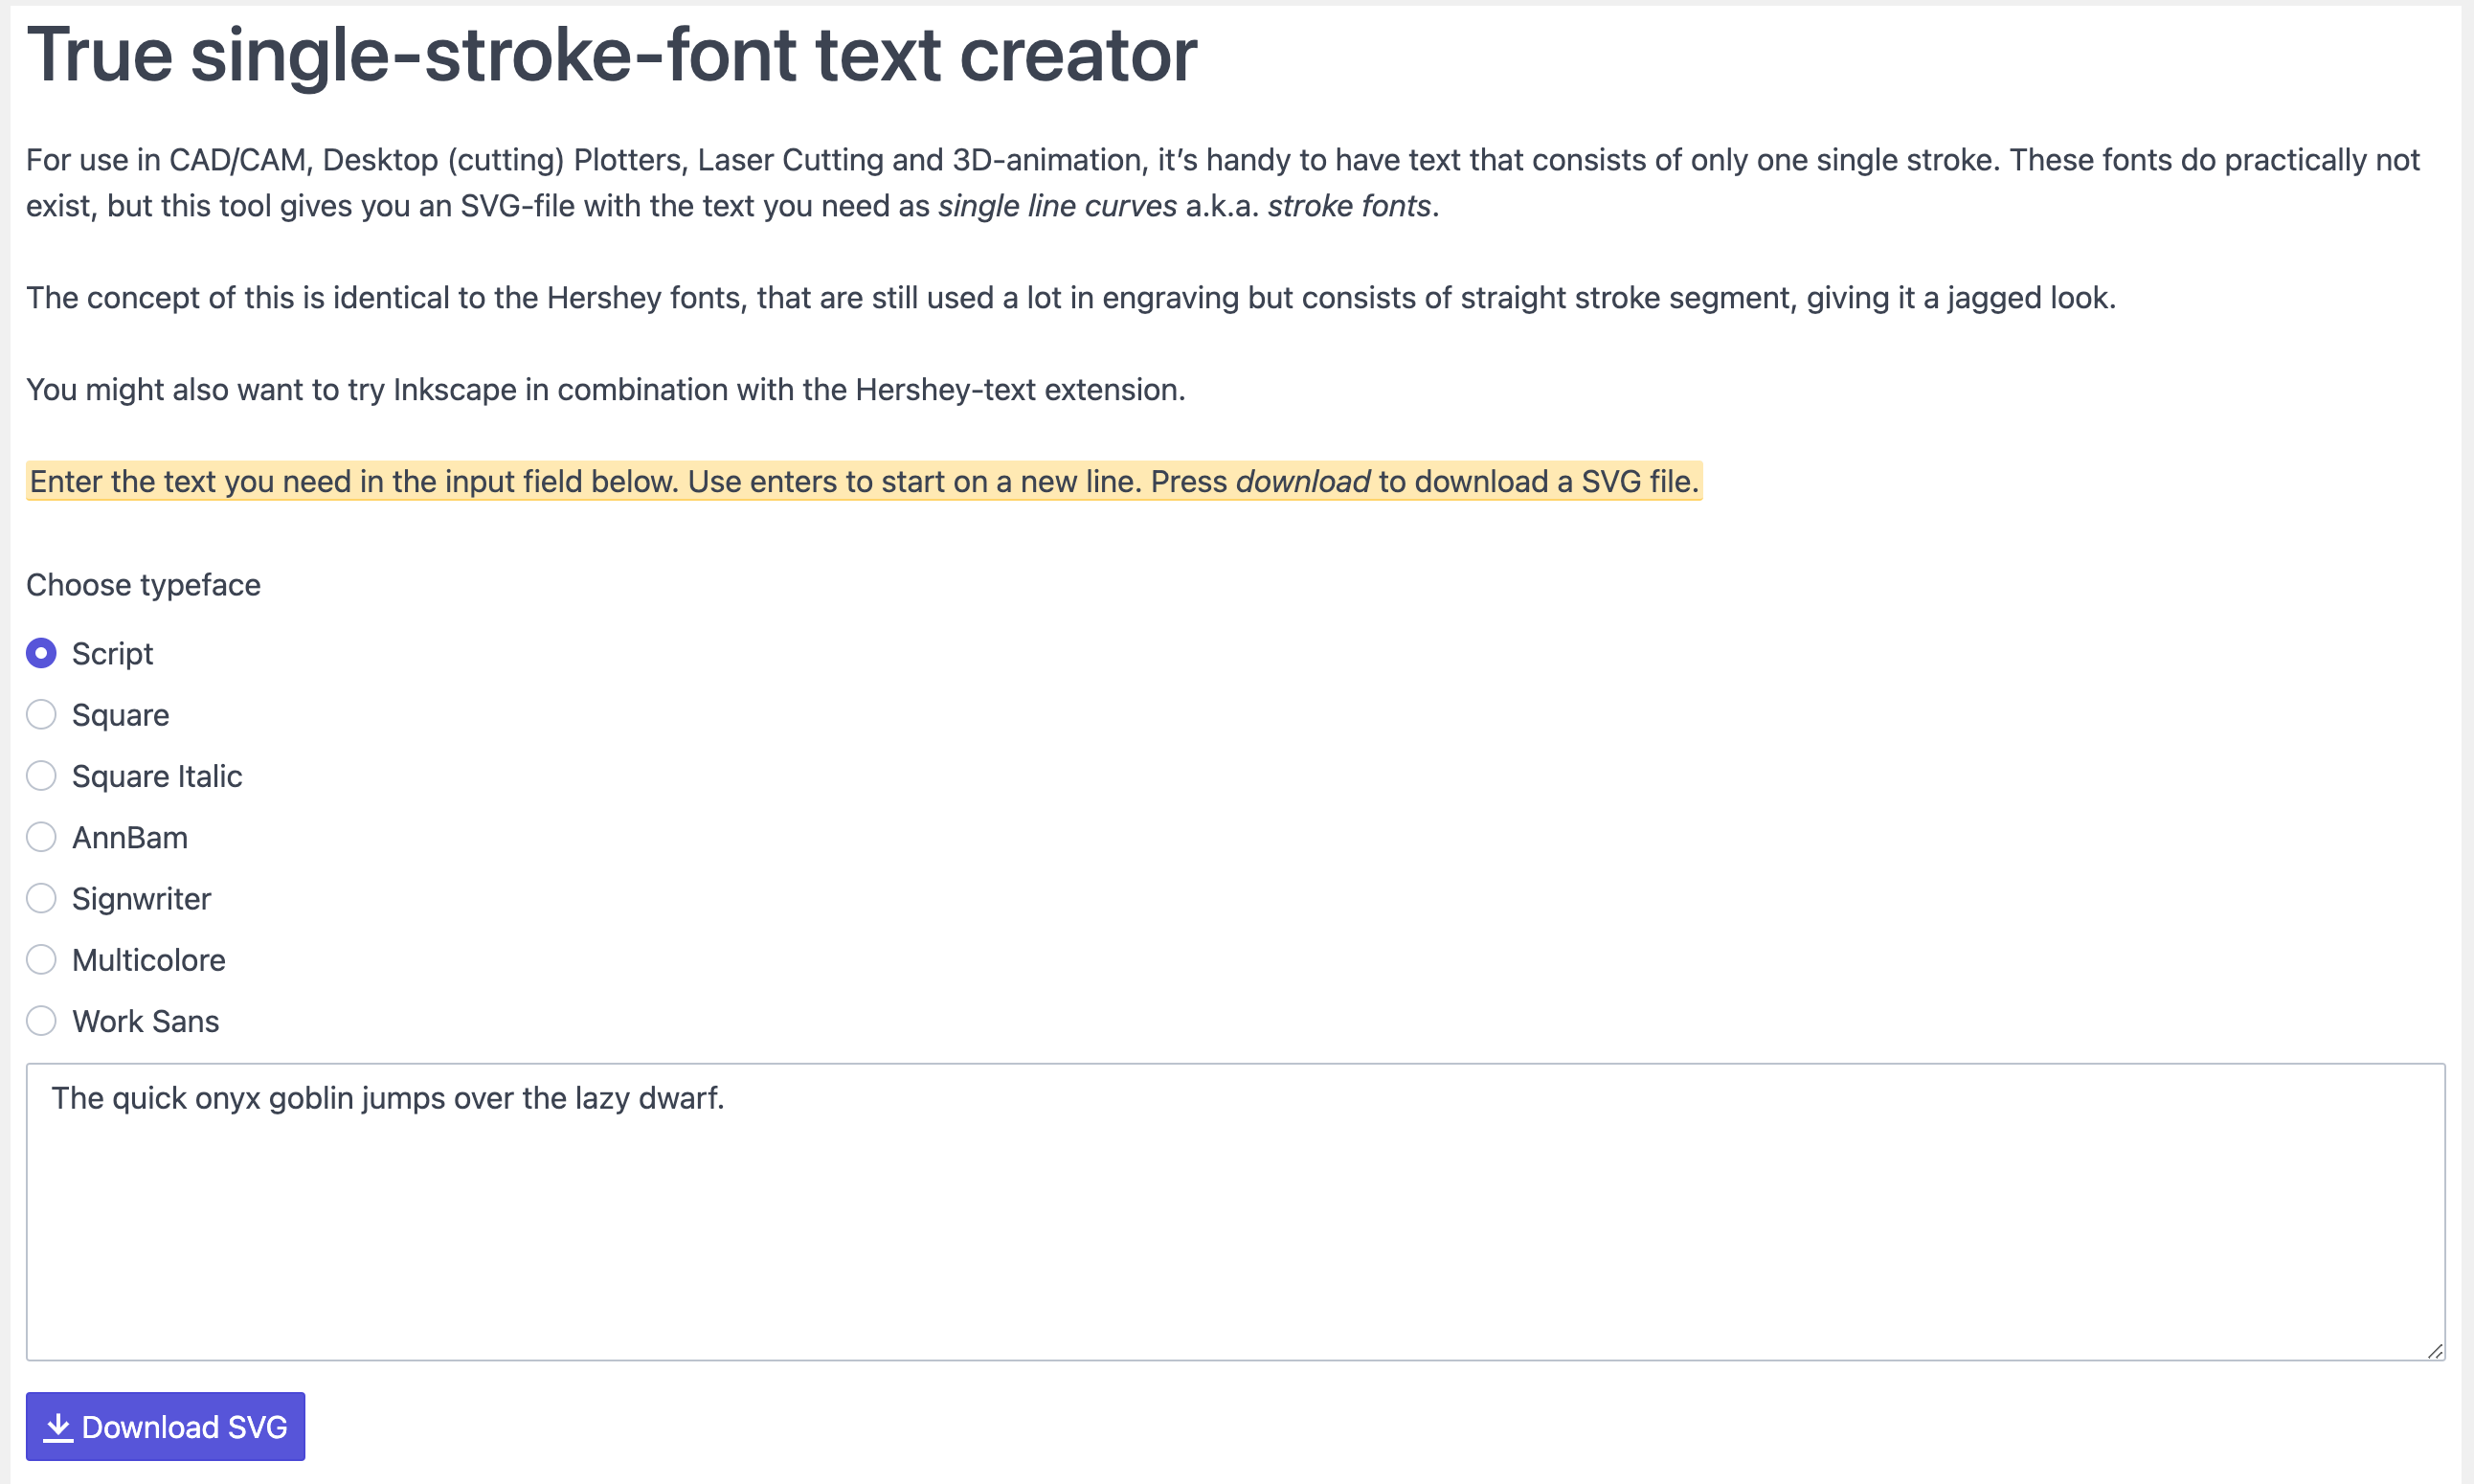 True single-stroke-font text creator
For use in CAD/CAM, Desktop (cutting) Plotters, Laser Cutting and 3D-animation, it’s handy to have text that consists of only one single stroke. These fonts do practically not
exist, but this tool gives you an SVG-file with the text you need as single line curves a.k.a. stroke fonts.
The concept of this is identical to the Hershey fonts, that are still used a lot in engraving but consists of straight stroke segment, giving it a jagged look.
You might also want to try Inkscape in combination with the Hershey-text extension.
Enter the text you need in the input field below. Use enters to start on a new line. Press download to download a SVG file.
Choose typeface
Script
Square
Square Italic
AnnBam
Signwriter
Multicolore
Work Sans
The quick onyx goblin jumps over the lazy dwarf.
Download SVG